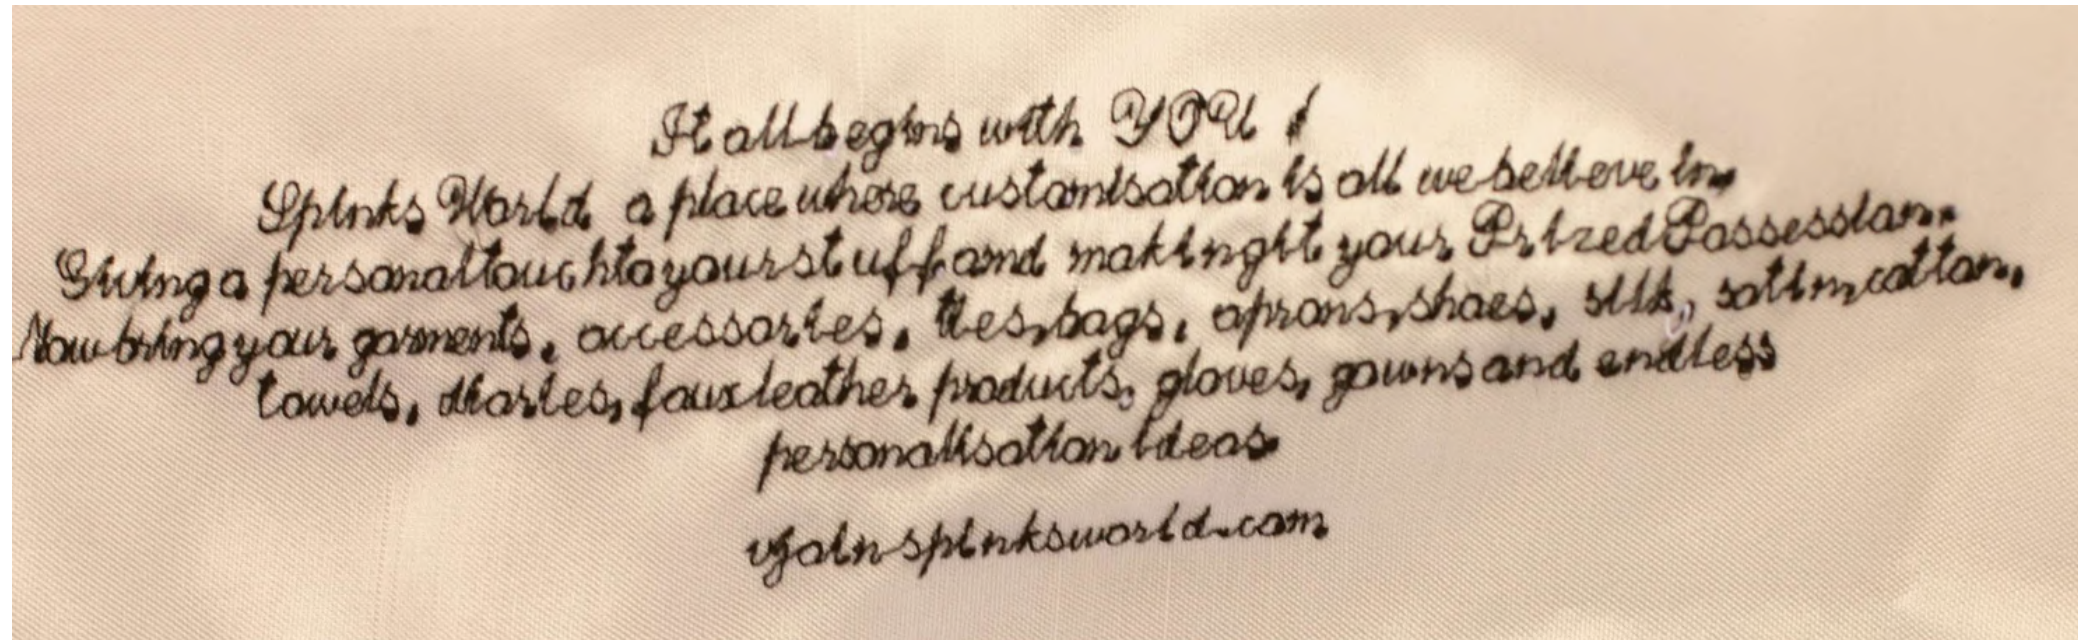 It all begins with YOU !
Spinks World a place where customisation is all we believe in,
Giving a personal touch to your stuff and making it your Prized Possession.
Now bring your garments, accessories, ties, bags, aprons, shoes, silk, satin, cotton,
towels, diaries, faux leather products, gloves, gowns and endless
personalisation ideas